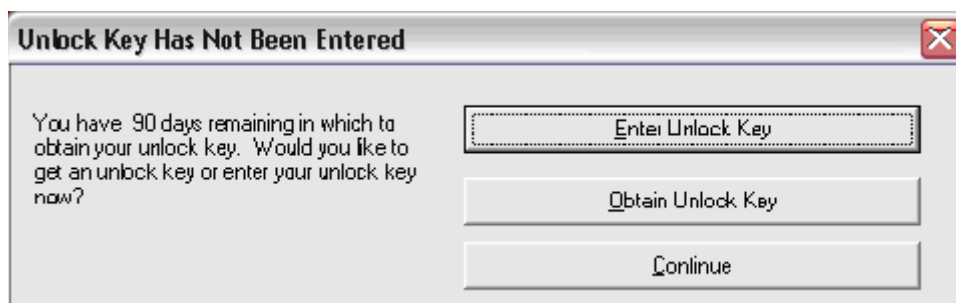 Unlock Key Has Not Been Entered
You have 90 days remaining in which to
obtain your unlock key. Would you like to
get an unlock key or enter your unlock key
now?
Enter Unlock Key
Obtain Unlock Key
Continue